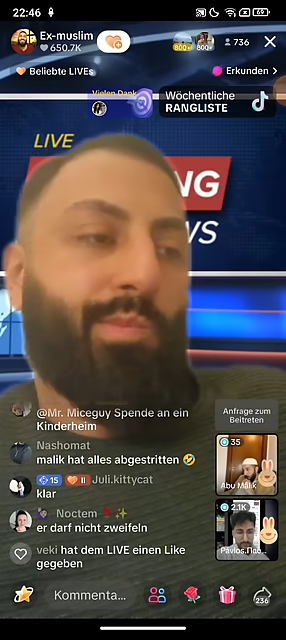 22:46
69
Ex-muslim
650.7K
800+
800+
736
Beliebte LIVEs
Erkunden
Vielen Dank
Wöchentliche
RANGLISTE
LIVE
NG
WS
@Mr. Miceguy Spende an ein
Kinderheim
Nashomat
malik hat alles abgestritten 🤣
15 II Juli.kittycat
klar
Noctem
er darf nicht zweifeln
veki hat dem LIVE einen Like
gegeben
Anfrage zum
Beitreten
35
Abu Malik
2.1K
Kommenta...
236